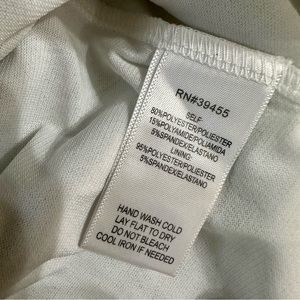 RN#39455
SELF
80%POLYESTER/POLIESTER
15%POLYAMIDE/POLIAMIDA
5%SPANDEX/ELASTANO
LINING:
95%POLYESTER/POLIESTER
5%SPANDEX/ELASTANO
HAND WASH COLD
LAY FLAT TO DRY
DO NOT BLEACH
COOL IRON IF NEEDED